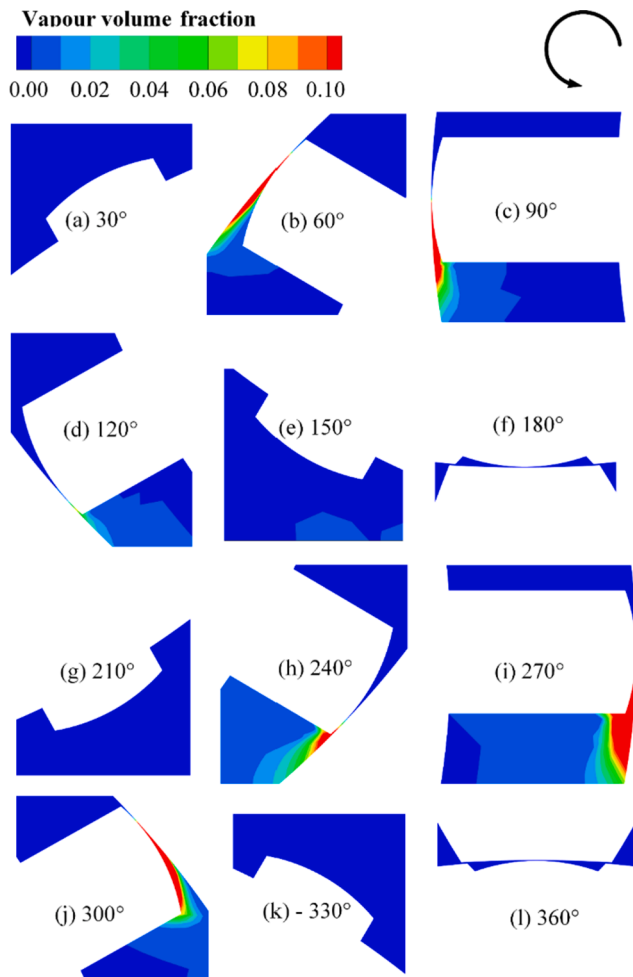 Vapour volume fraction
0.00 0.02 0.04 0.06 0.08 0.10
(a) 30°
(b) 60°
(c) 90°
(d) 120°
(e) 150°
(f) 180°
(g) 210°
(h) 240°
(i) 270°
(j) 300°
(k) - 330°
(l) 360°